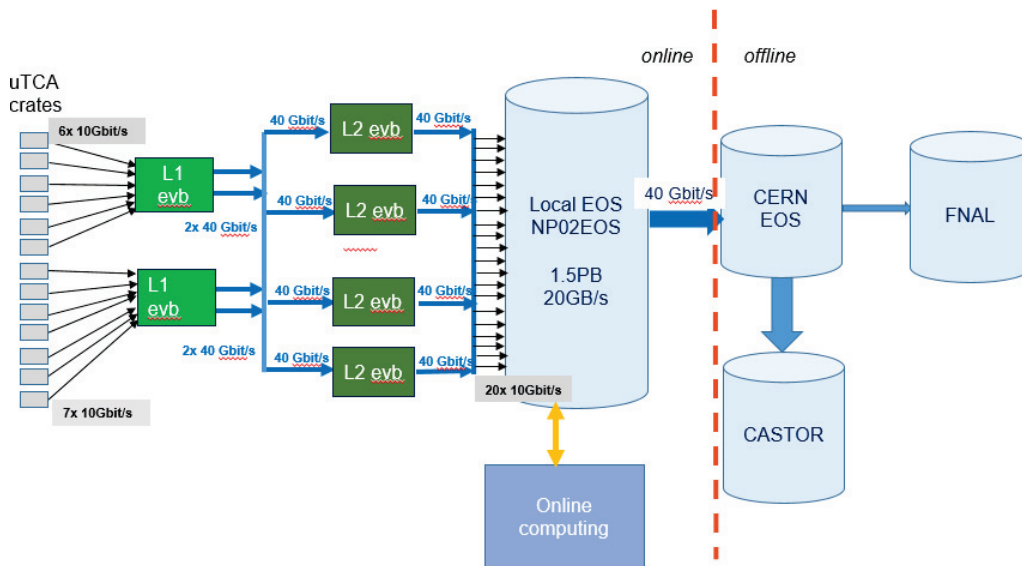 online
offline
uTCA
crates
6x 10Gbit/s
L1
evb
2x 40 Gbit/s
L1
evb
2x 40 Gbit/s
7x 10Gbit/s
40 Gbit/s
L2 evb
40 Gbit/s
40 Gbit/s
L2 evb
40 Gbit/s
40 Gbit/s
L2 evb
40 Gbit/s
40 Gbit/s
L2 evb
40 Gbit/s
20x 10Gbit/s
Local EOS
NP02EOS
1.5PB
20GB/s
40 Gbit/s
CERN
EOS
FNAL
CASTOR
Online
computing